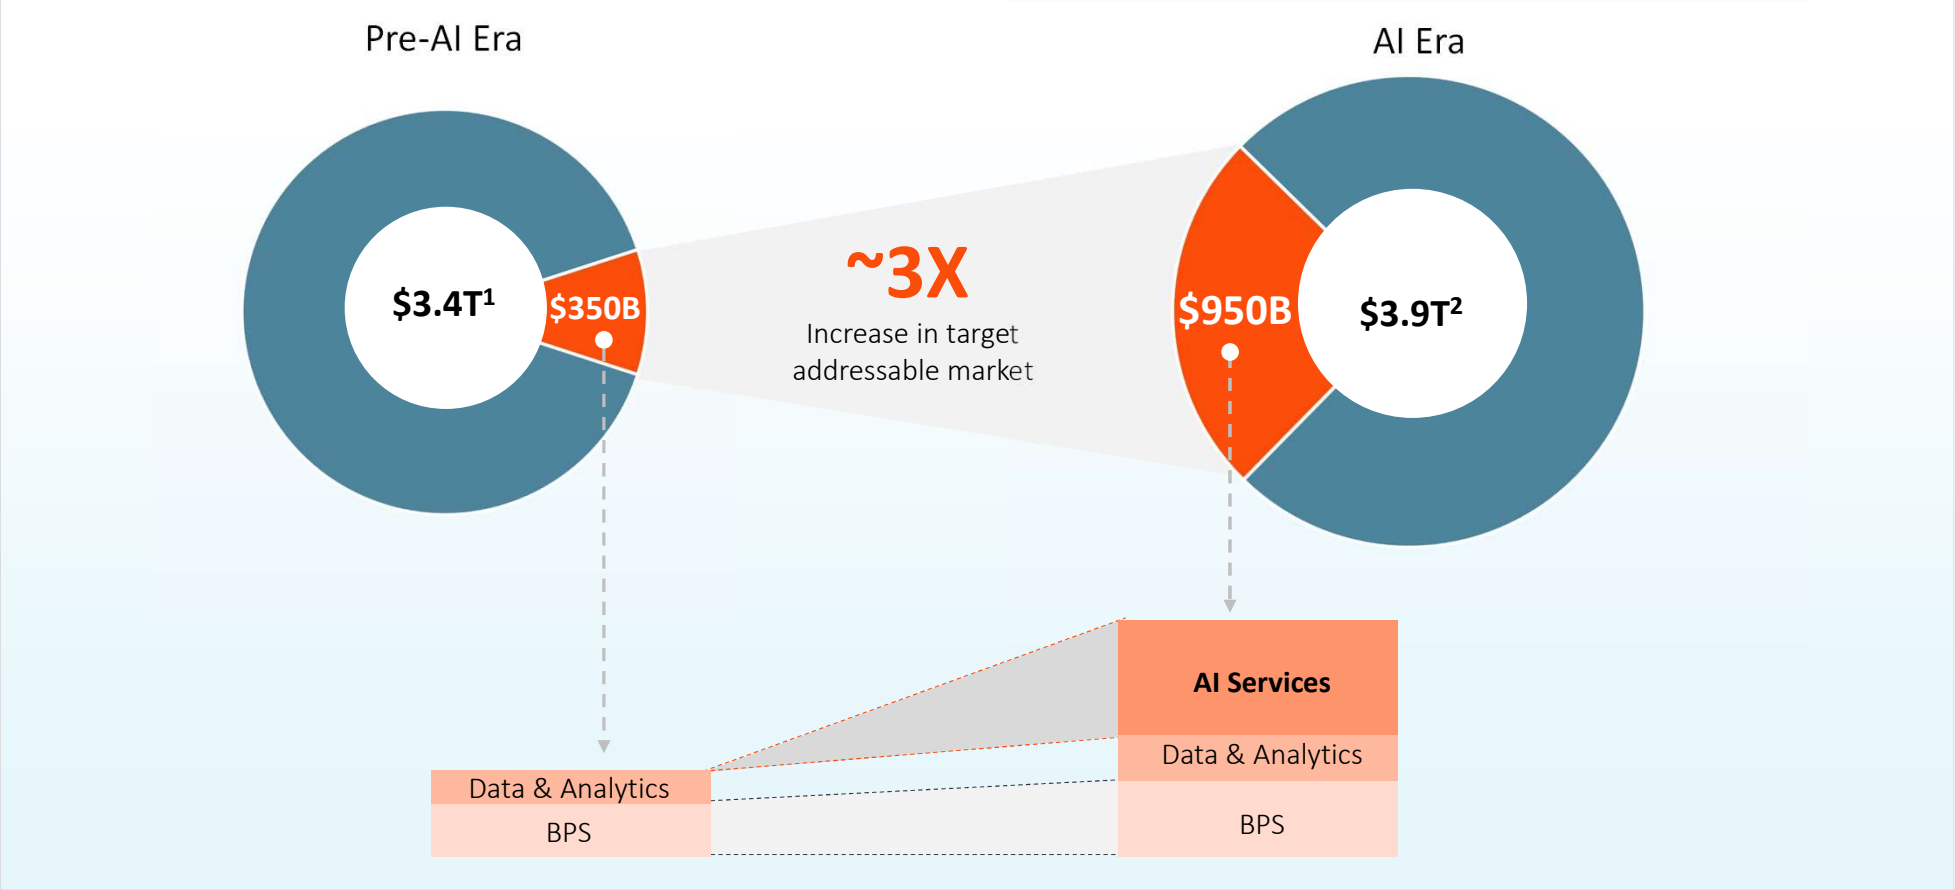 Pre-AI Era
AI Era
$3.4T¹
$350B
~3X
Increase in target
addressable market
$950B
$3.9T²
AI Services
Data & Analytics
BPS
Data & Analytics
BPS